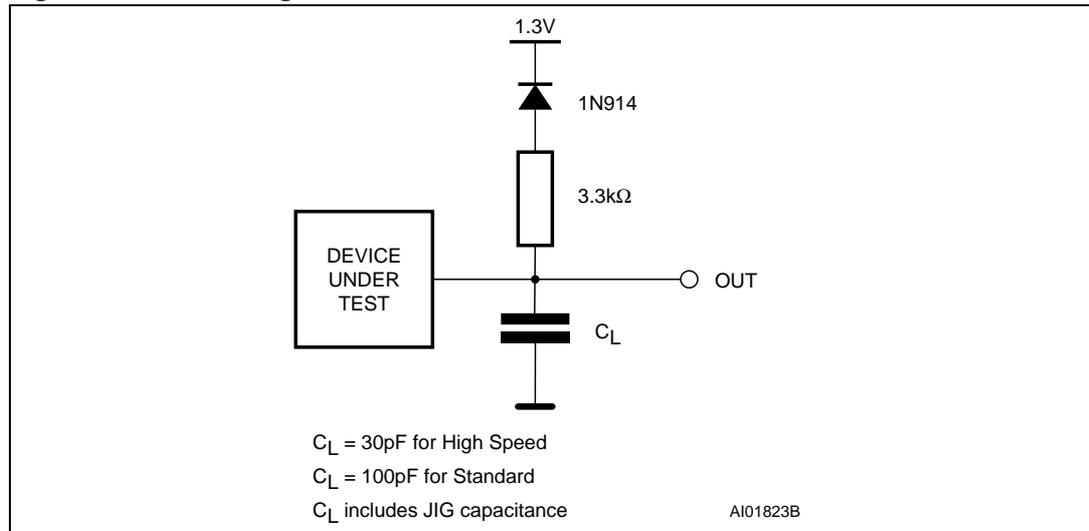 1.3V
1N914
3.3kΩ
DEVICE
UNDER
TEST
OUT
CL
CL = 30pF for High Speed
CL = 100pF for Standard
CL includes JIG capacitance
AI01823B